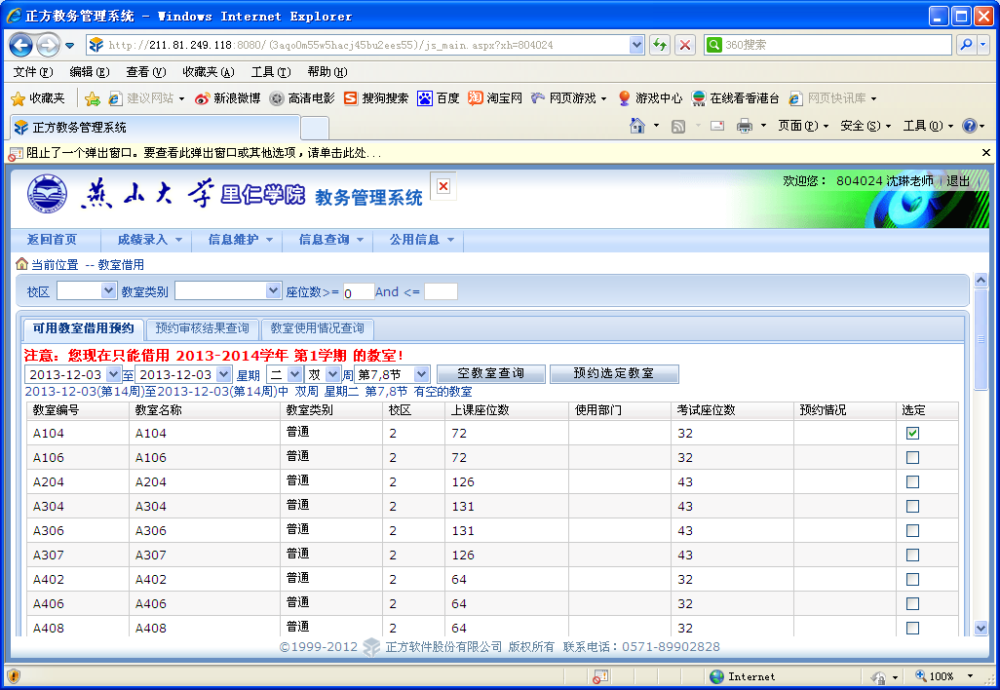 正方教务管理系统 - Windows Internet Explorer
http://211.81.249.118:8080/(3aqo0m55w5hacj45bu2ees55)/js_main.aspx?xh=804024 360搜索
文件(F) 编辑(E) 查看(V) 收藏夹(A) 工具(T) 帮助(H)
收藏夹 建议网站 新浪微博 高清电影 搜狗搜索 百度 淘宝网 网页游戏 游戏中心 在线看香港台 网页快讯库
正方教务管理系统 页面(P) 安全(S) 工具(O)
阻止了一个弹出窗口。要查看此弹出窗口或其他选项，请单击此处...
燕山大学里仁学院 教务管理系统 欢迎您： 804024 沈琳老师 退出
返回首页 成绩录入 信息维护 信息查询 公用信息
当前位置 -- 教室借用
校区 教室类别 座位数>= 0 And <=
可用教室借用预约 预约审核结果查询 教室使用情况查询
注意：您现在只能借用 2013-2014学年 第1学期 的教室！
2013-12-03 至 2013-12-03 星期 二 双 周 第7,8节 空教室查询 预约选定教室
2013-12-03(第14周)至2013-12-03(第14周)中 双周 星期二 第7,8节 有空的教室
教室编号 教室名称 教室类别 校区 上课座位数 使用部门 考试座位数 预约情况 选定
A104 A104 普通 2 72 32
A106 A106 普通 2 72 32
A204 A204 普通 2 126 43
A304 A304 普通 2 131 43
A306 A306 普通 2 131 43
A307 A307 普通 2 126 43
A402 A402 普通 2 64 32
A406 A406 普通 2 64 32
A408 A408 普通 2 64 32
©1999-2012 正方软件股份有限公司 版权所有 联系电话：0571-89902828
Internet 100%